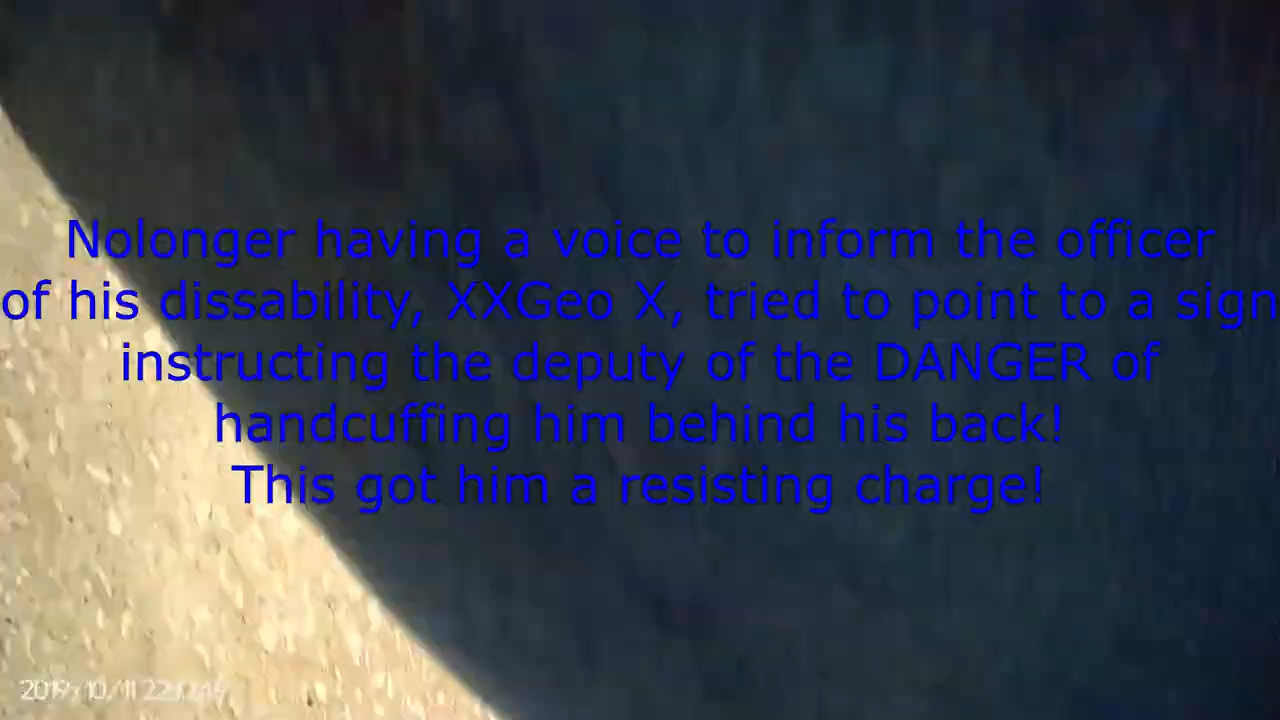 Nolonger having a voice to inform the officer
of his dissability, XXGeo X, tried to point to a sign
instructing the deputy of the DANGER of
handcuffing him behind his back!
This got him a resisting charge!